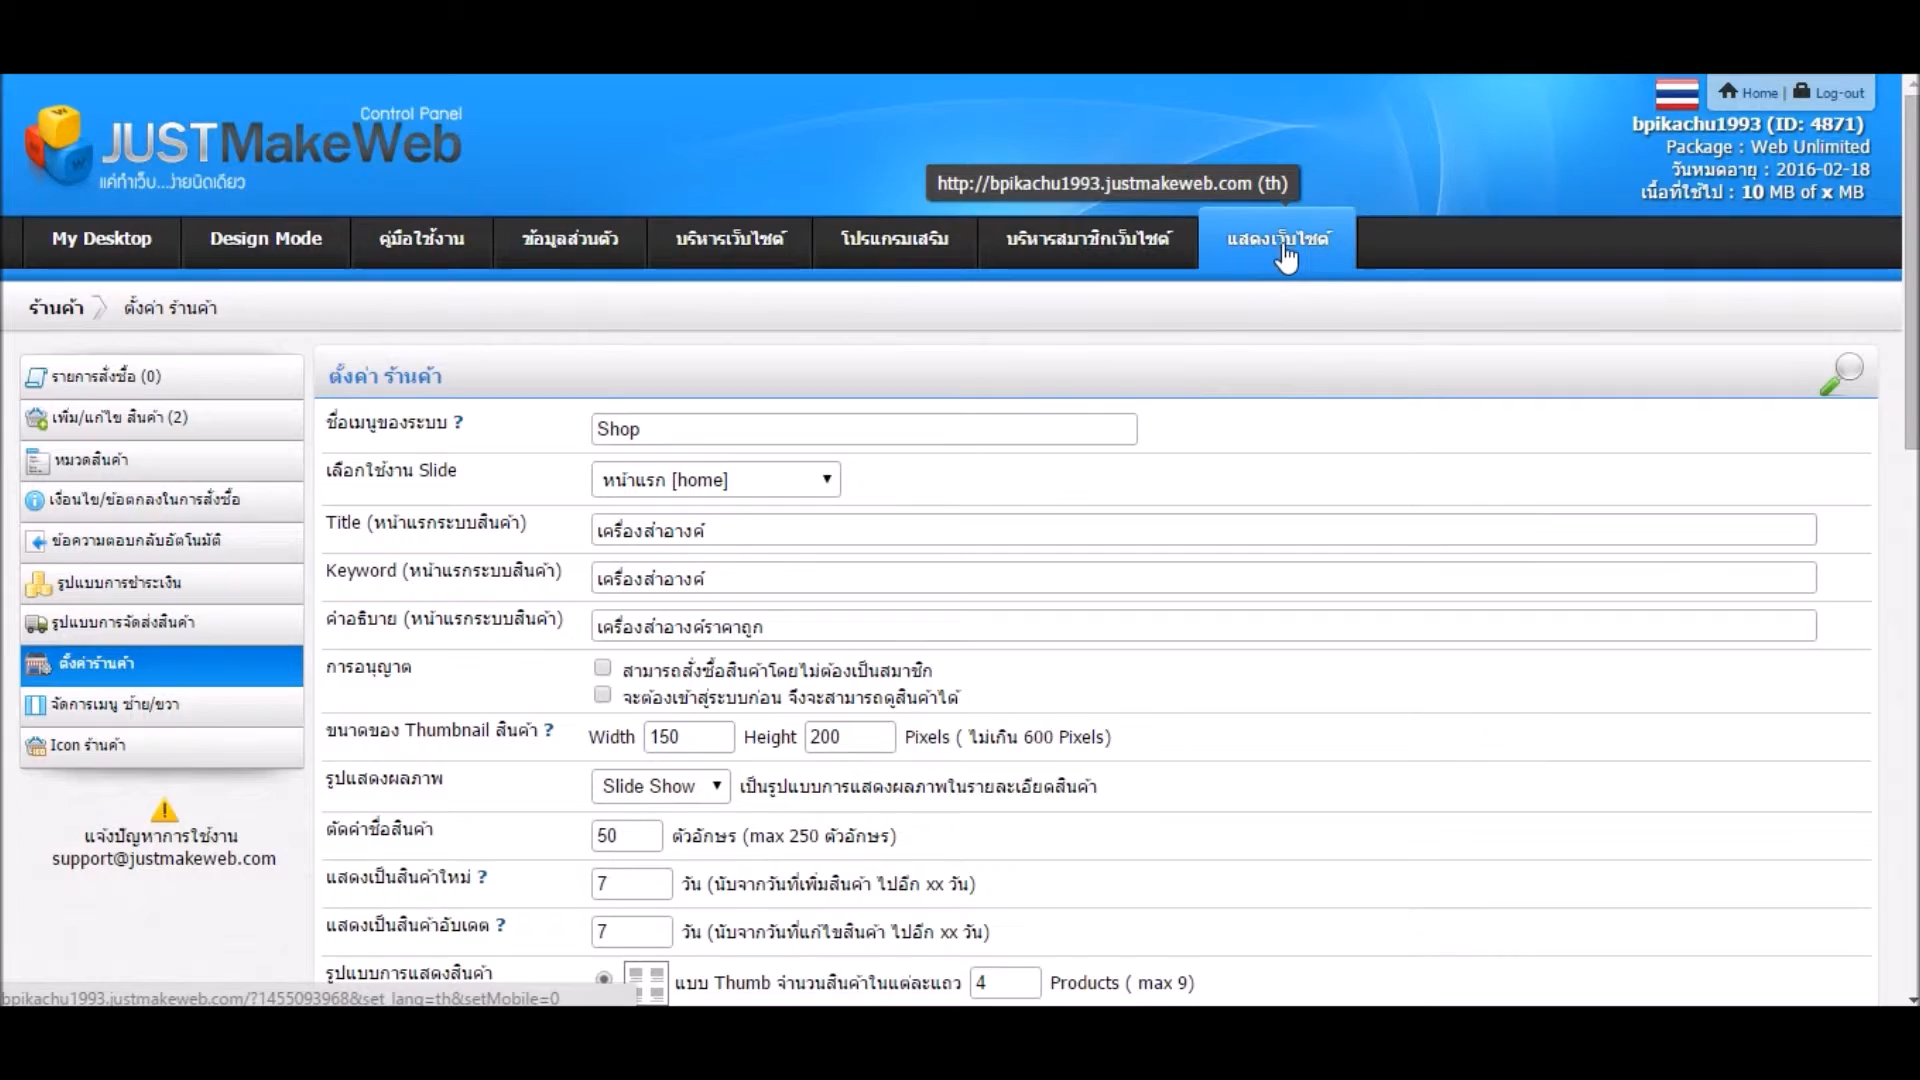 Control Panel
JUSTMakeWeb
แค่ทำเว็บ...ง่ายนิดเดียว
Home | Log-out
bpikachu1993 (ID: 4871)
Package : Web Unlimited
วันหมดอายุ : 2016-02-18
เนื้อที่ใช้ไป : 10 MB of x MB
http://bpikachu1993.justmakeweb.com (th)
My Desktop
Design Mode
คู่มือใช้งาน
ข้อมูลส่วนตัว
บริหารเว็บไซต์
โปรแกรมเสริม
บริหารสมาชิกเว็บไซต์
แสดงเว็บไซต์
ร้านค้า
ตั้งค่า ร้านค้า
รายการสั่งซื้อ (0)
เพิ่ม/แก้ไข สินค้า (2)
หมวดสินค้า
เงื่อนไข/ข้อตกลงในการสั่งซื้อ
ข้อความตอบกลับอัตโนมัติ
รูปแบบการชำระเงิน
รูปแบบการจัดส่งสินค้า
ตั้งค่าร้านค้า
จัดการเมนู ซ้าย/ขวา
Icon ร้านค้า
แจ้งปัญหาการใช้งาน
support@justmakeweb.com
ตั้งค่า ร้านค้า
ชื่อเมนูของระบบ ? Shop
เลือกใช้งาน Slide หน้าแรก [home]
Title (หน้าแรกระบบสินค้า) เครื่องสำอางค์
Keyword (หน้าแรกระบบสินค้า) เครื่องสำอางค์
คำอธิบาย (หน้าแรกระบบสินค้า) เครื่องสำอางค์ราคาถูก
การอนุญาต สามารถสั่งซื้อสินค้าโดยไม่ต้องเป็นสมาชิก
จะต้องเข้าสู่ระบบก่อน จึงจะสามารถดูสินค้าได้
ขนาดของ Thumbnail สินค้า ? Width 150 Height 200 Pixels ( ไม่เกิน 600 Pixels)
รูปแสดงผลภาพ Slide Show เป็นรูปแบบการแสดงผลภาพในรายละเอียดสินค้า
ตัดคำชื่อสินค้า 50 ตัวอักษร (max 250 ตัวอักษร)
แสดงเป็นสินค้าใหม่ ? 7 วัน (นับจากวันที่เพิ่มสินค้า ไปอีก xx วัน)
แสดงเป็นสินค้าอัปเดต ? 7 วัน (นับจากวันที่แก้ไขสินค้า ไปอีก xx วัน)
รูปแบบการแสดงสินค้า แบบ Thumb จำนวนสินค้าในแต่ละแถว 4 Products ( max 9)
bpikachu1993.justmakeweb.com/?1455093968&set_lang=th&setMobile=0